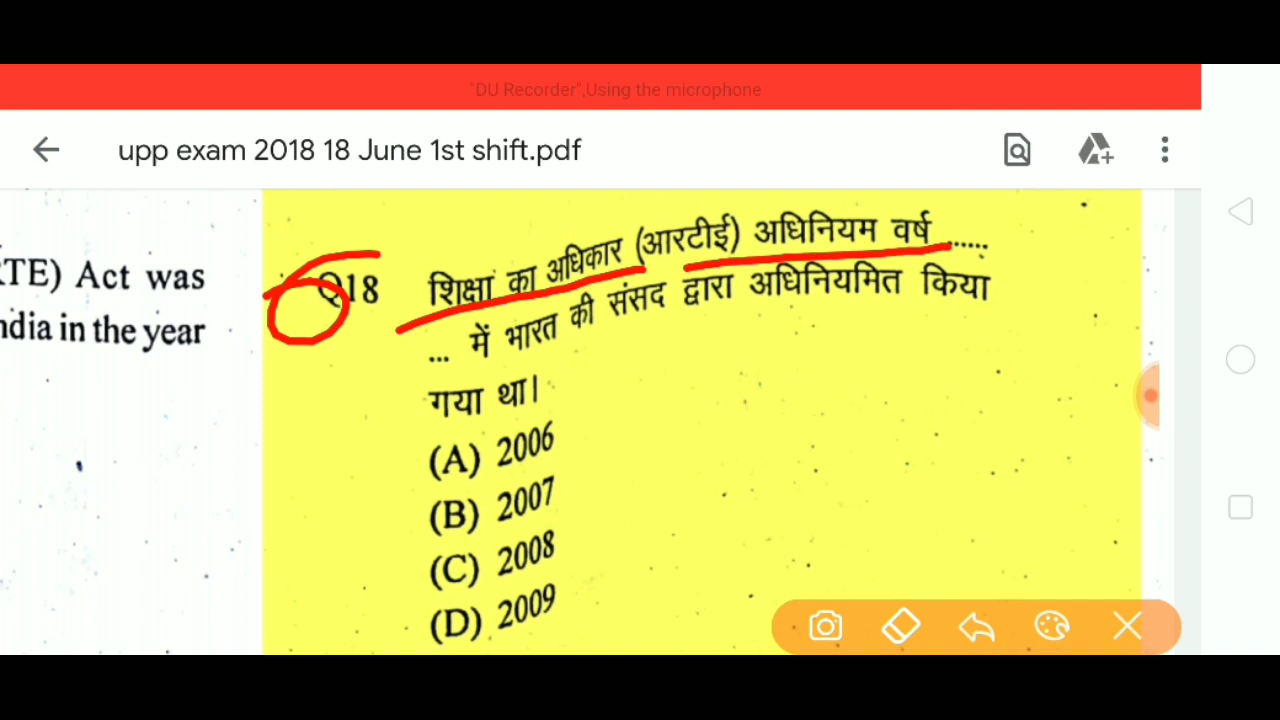 "DU Recorder",Using the microphone
upp exam 2018 18 June 1st shift.pdf
TE) Act was
ndia in the year
Q18 शिक्षा का अधिकार (आरटीई) अधिनियम वर्ष ......
... में भारत की संसद द्वारा अधिनियमित किया
गया था।
(A) 2006
(B) 2007
(C) 2008
(D) 2009